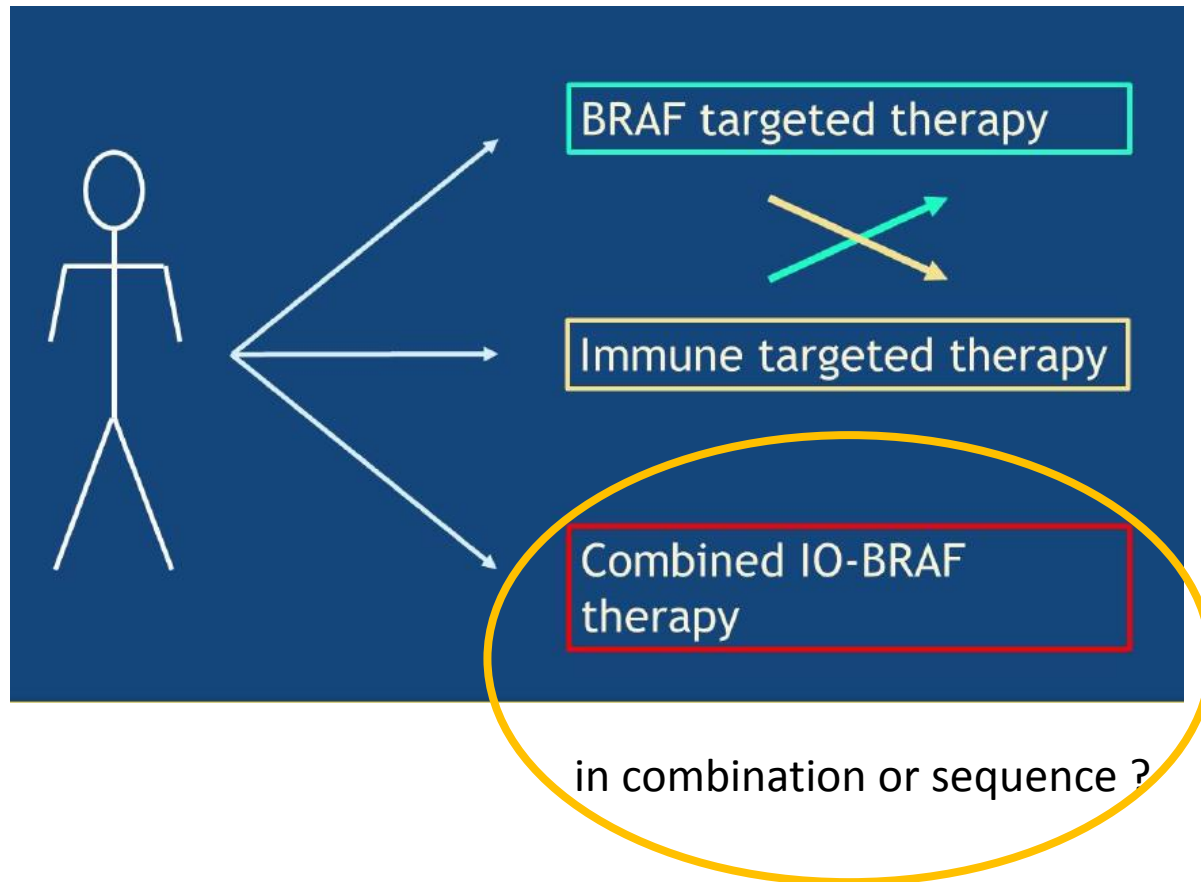 BRAF targeted therapy
Immune targeted therapy
Combined IO-BRAF
therapy
in combination or sequence ?